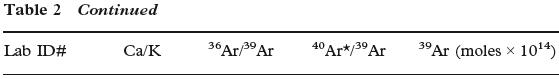 Table 2 Continued
Lab ID# Ca/K ³⁶Ar/³⁹Ar ⁴⁰Ar★/³⁹Ar ³⁹Ar (moles × 10¹⁴)